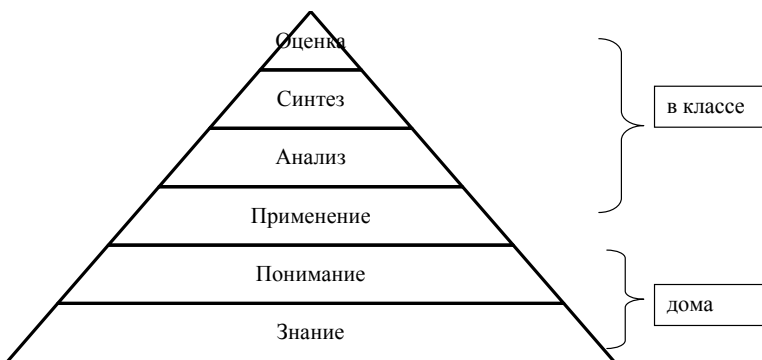 Оценка
Синтез
в классе
Анализ
Применение
Понимание
дома
Знание